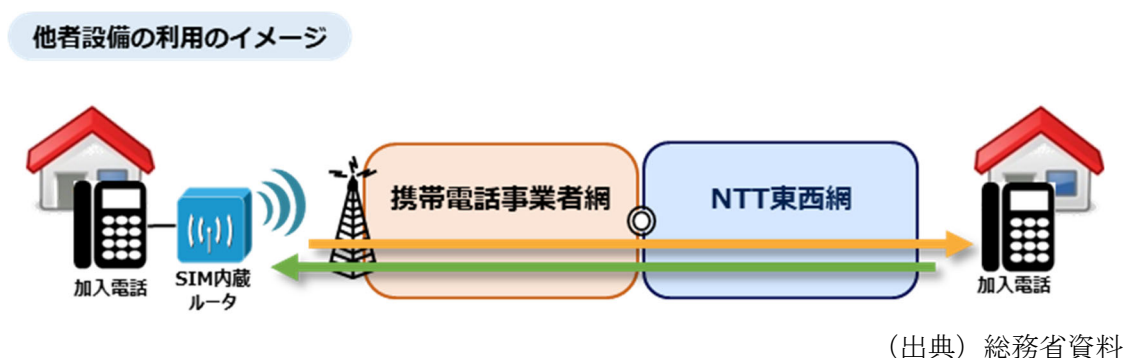 他者設備の利用のイメージ
携帯電話事業者網
NTT東西網
加入電話
SIM内蔵
ルータ
加入電話
（出典）総務省資料